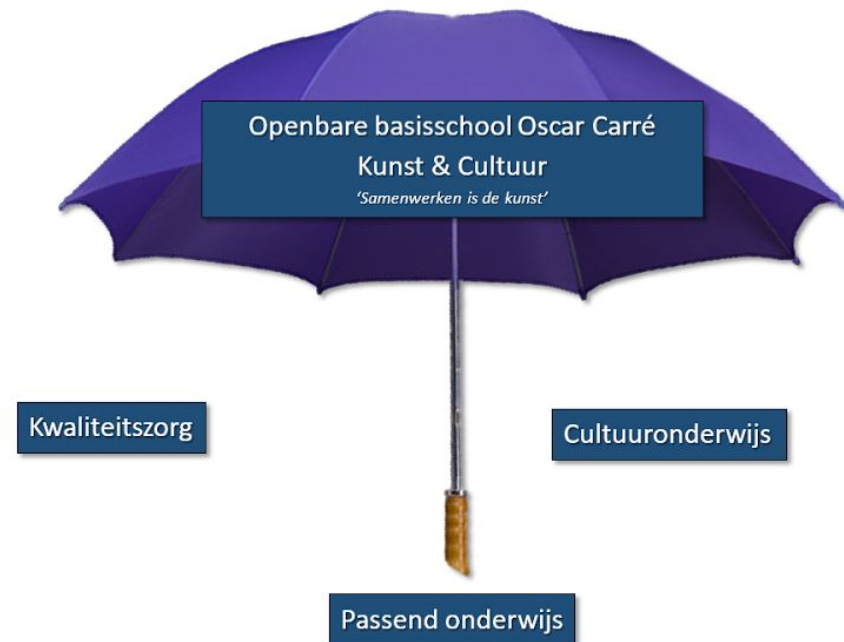 Openbare basisschool Oscar Carré
Kunst & Cultuur
‘Samenwerken is de kunst’
Kwaliteitszorg
Cultuuronderwijs
Passend onderwijs